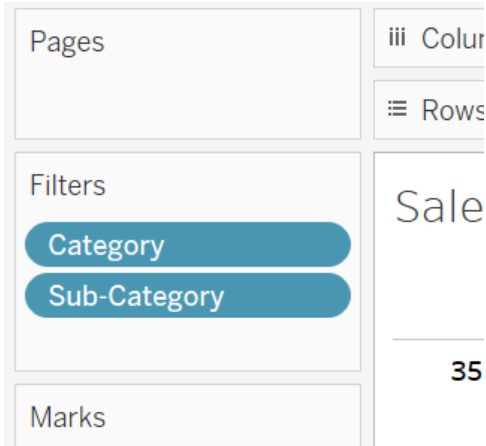 Pages
Colu
Rows
Filters
Category
Sub-Category
Sale
35
Marks